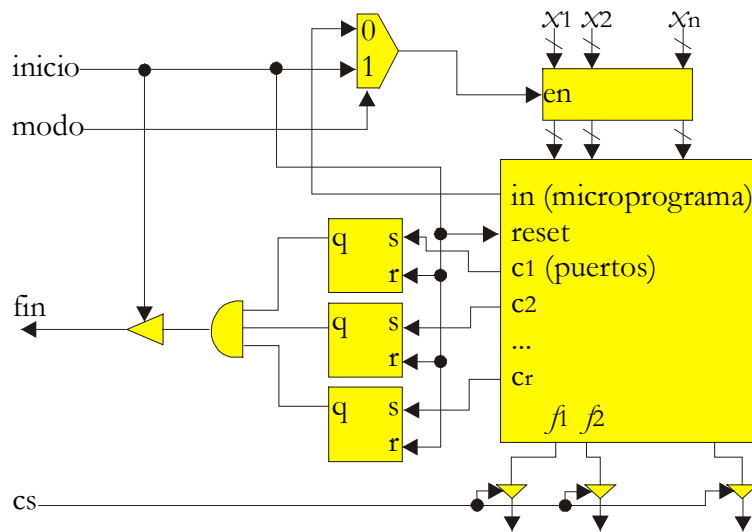 x1 x2 xn
0
inicio
1
en
modo
in (microprograma)
reset
q s
r
c1 (puertos)
fin
q s
r
c2
...
q s
r
cr
f1 f2
cs